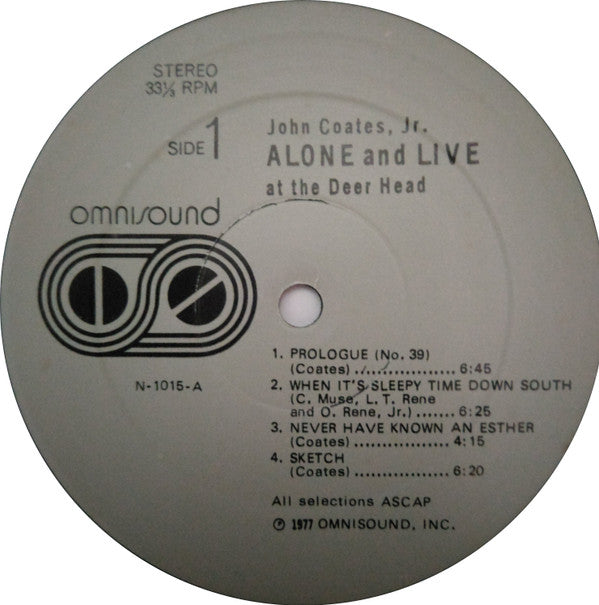 STEREO
33⅓ RPM
SIDE 1
John Coates, Jr.
ALONE and LIVE
at the Deer Head
omnisound
N-1015-A
1. PROLOGUE (No. 39)
(Coates) ................. 6:45
2. WHEN IT'S SLEEPY TIME DOWN SOUTH
(C. Muse, L. T. Rene
and O. Rene, Jr.) ....... 6:25
3. NEVER HAVE KNOWN AN ESTHER
(Coates) ................. 4:15
4. SKETCH
(Coates) ................. 6:20
All selections ASCAP
℗ 1977 OMNISOUND, INC.